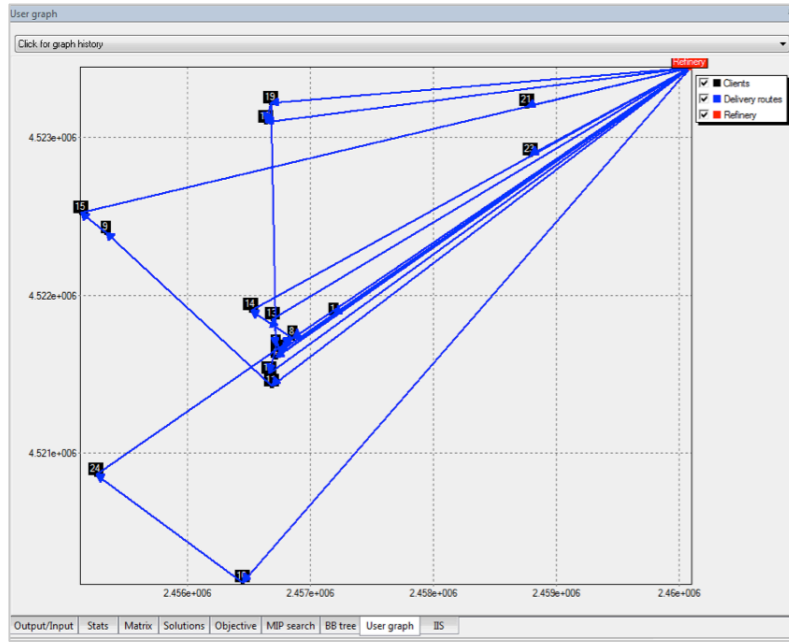 User graph
Click for graph history
Refinery
Clients
Delivery routes
Refinery
19
21
4.523e+006
23
15
9
14
4.522e+006
13
8
24
4.521e+006
2.456e+006
2.457e+006
2.458e+006
2.459e+006
2.46e+006
Output/Input
Stats
Matrix
Solutions
Objective
MIP search
BB tree
User graph
IIS